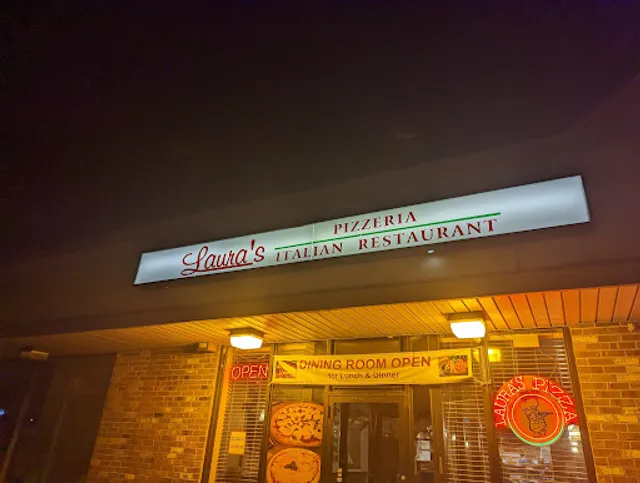 Laura's
PIZZERIA
ITALIAN RESTAURANT
OPEN
DINING ROOM OPEN
for Lunch & Dinner
LAURA'S PIZZA